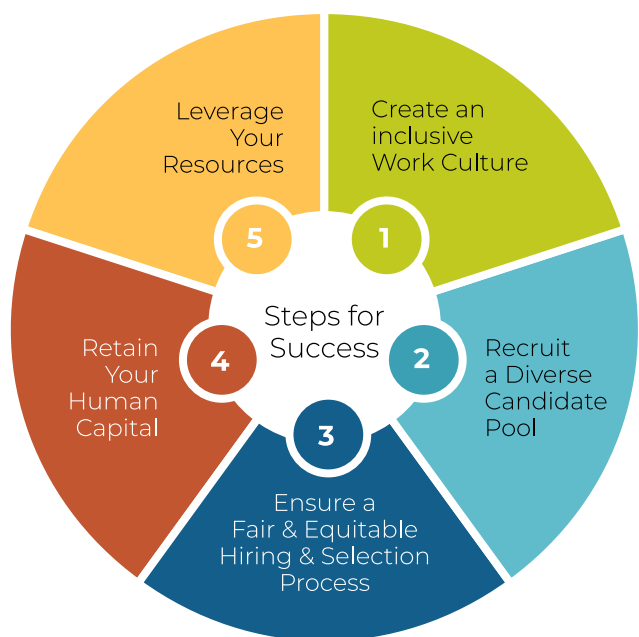 Steps for
Success
1
Create an
inclusive
Work Culture
2
Recruit
a Diverse
Candidate
Pool
3
Ensure a
Fair & Equitable
Hiring & Selection
Process
4
Retain
Your
Human
Capital
5
Leverage
Your
Resources